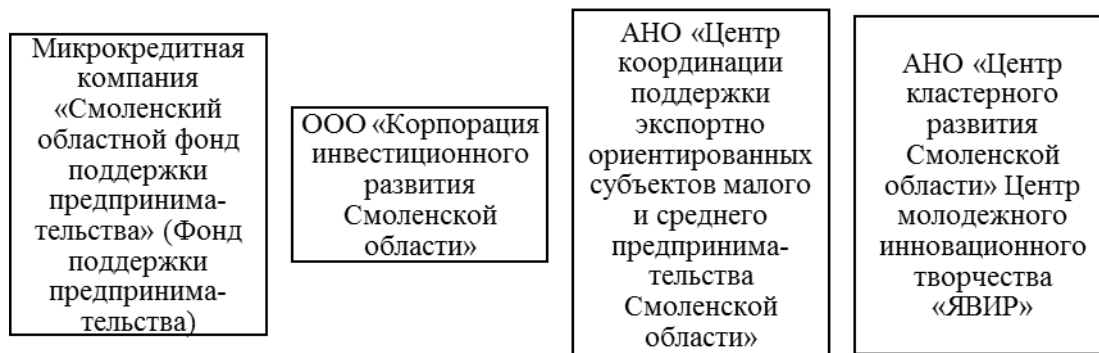 Микрокредитная
компания
«Смоленский
областной фонд
поддержки
предпринима-
тельства» (Фонд
поддержки
предпринима-
тельства)
ООО «Корпорация
инвестиционного
развития
Смоленской
области»
АНО «Центр
координации
поддержки
экспортно
ориентированных
субъектов малого
и среднего
предпринима-
тельства
Смоленской
области»
АНО «Центр
кластерного
развития
Смоленской
области» Центр
молодежного
инновационного
творчества
«ЯВИР»